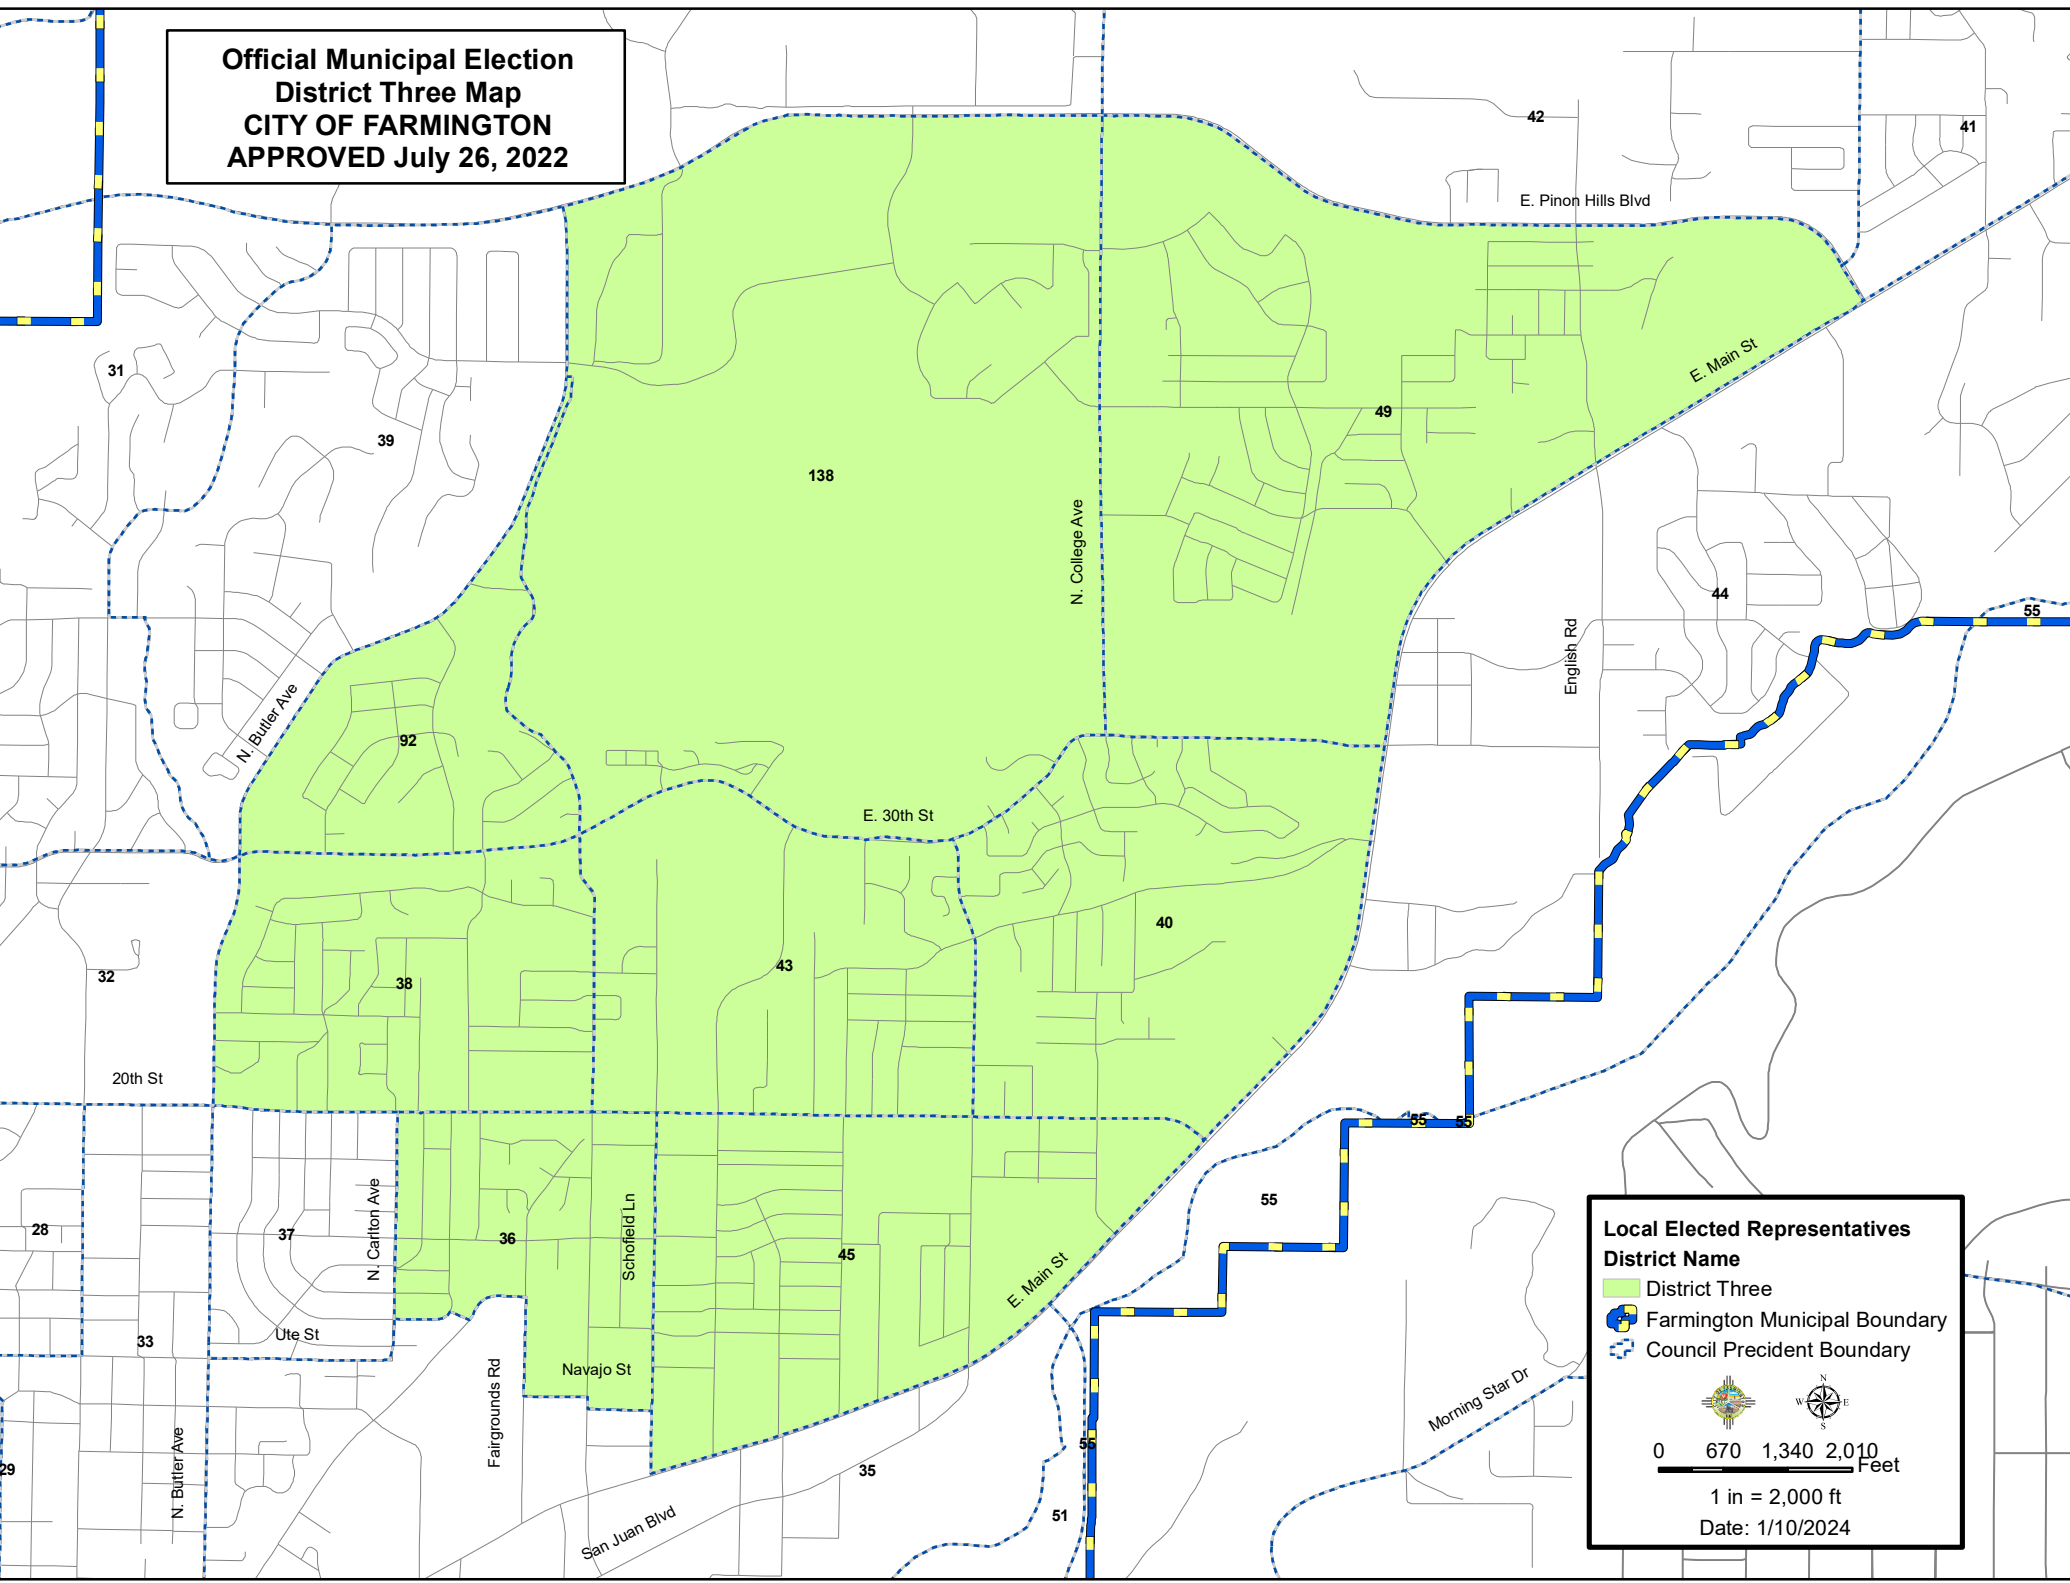 Official Municipal Election
District Three Map
CITY OF FARMINGTON
APPROVED July 26, 2022
42
41
E. Pinon Hills Blvd
31
E. Main St
39
49
138
N. College Ave
44
55
English Rd
N. Butler Ave
92
E. 30th St
40
43
32
38
20th St
55
55
55
28
37
N. Carlton Ave
36
Schofield Ln
45
E. Main St
33
Ute St
Navajo St
Fairgrounds Rd
Morning Star Dr
N. Butler Ave
29
35
55
51
San Juan Blvd
Local Elected Representatives
District Name
District Three
Farmington Municipal Boundary
Council Precident Boundary
N
W E
S
0 670 1,340 2,010
Feet
1 in = 2,000 ft
Date: 1/10/2024